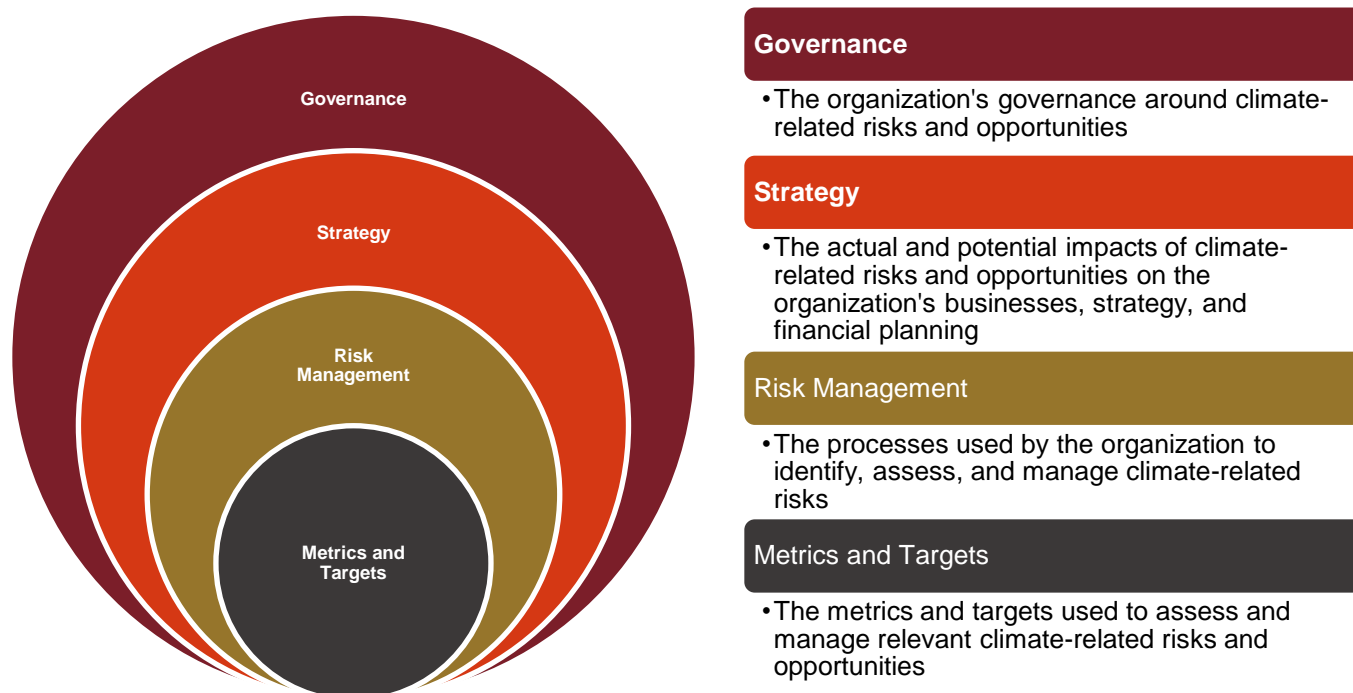 Governance
Strategy
Risk
Management
Metrics and
Targets
Governance
•The organization's governance around climate-
related risks and opportunities
Strategy
•The actual and potential impacts of climate-
related risks and opportunities on the
organization's businesses, strategy, and
financial planning
Risk Management
•The processes used by the organization to
identify, assess, and manage climate-related
risks
Metrics and Targets
•The metrics and targets used to assess and
manage relevant climate-related risks and
opportunities